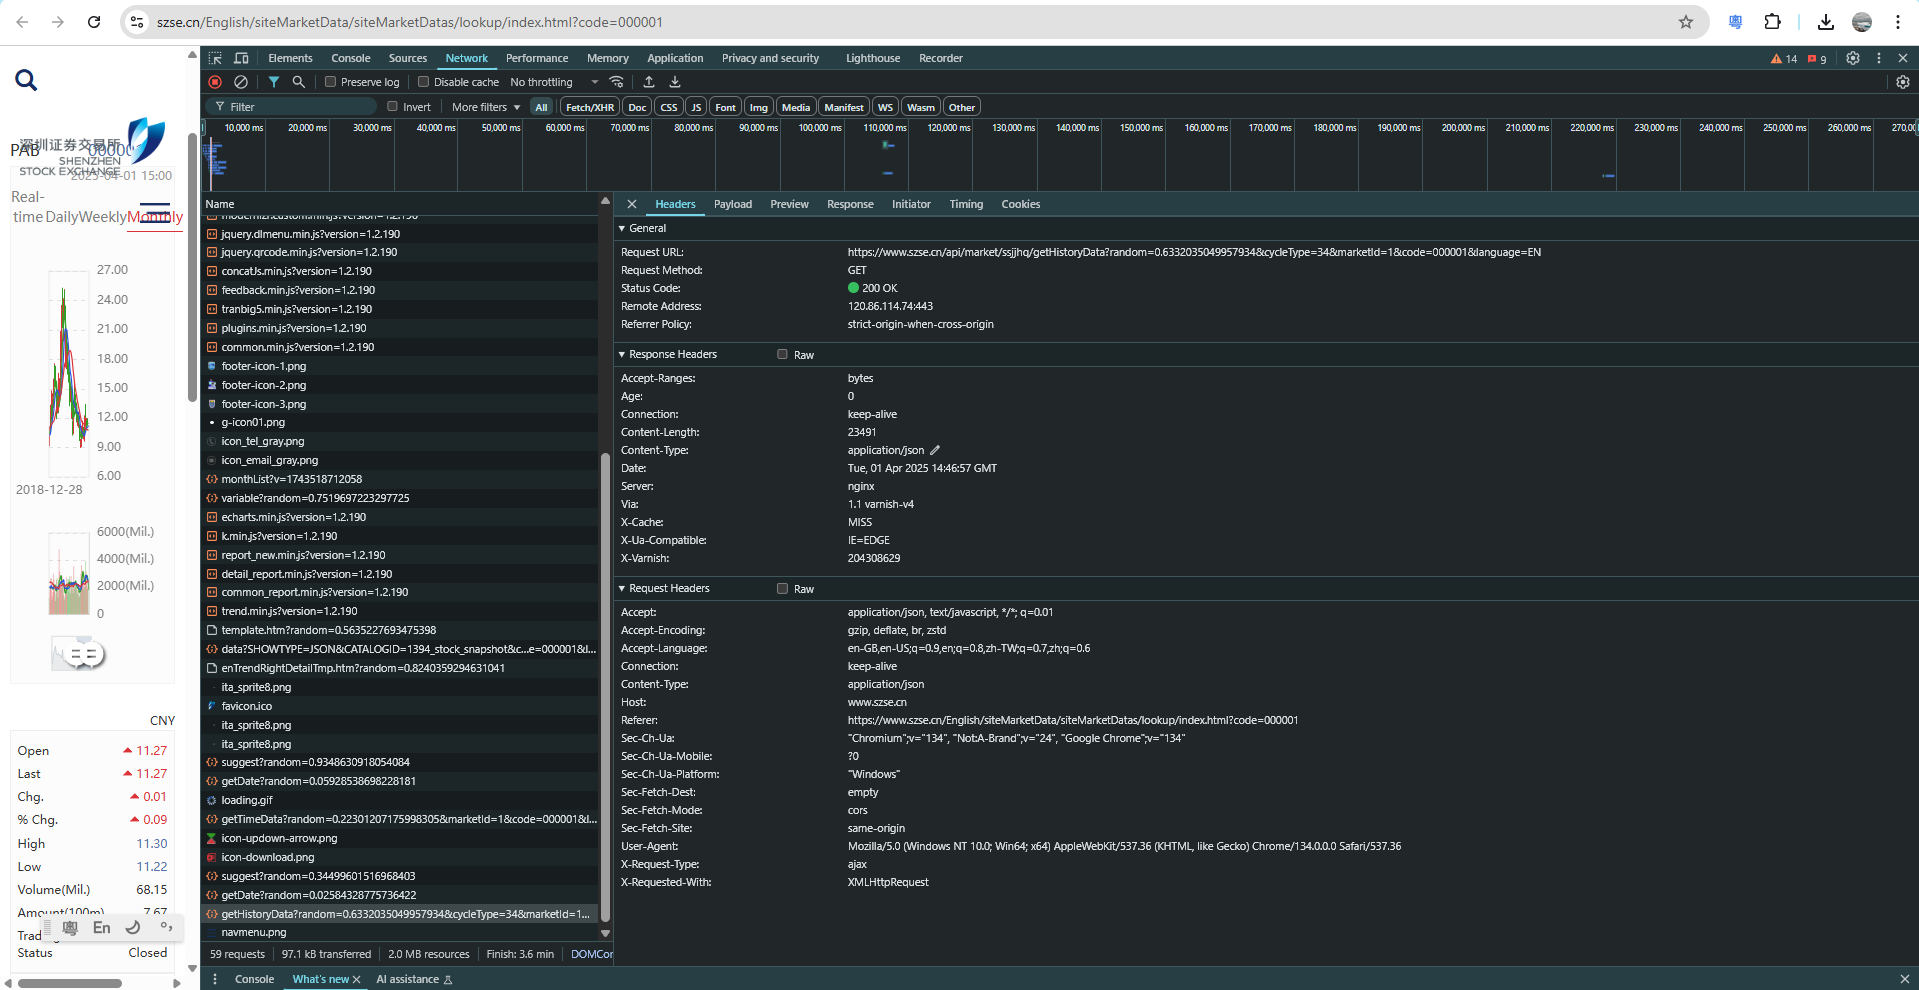 szse.cn/English/siteMarketData/siteMarketDatas/lookup/index.html?code=000001
深圳证券交易所
SHENZHEN
STOCK EXCHANGE
PAB
2025-04-01 15:00
Real-
time Daily Weekly Monthly
27.00
24.00
21.00
18.00
15.00
12.00
9.00
6.00
2018-12-28
6000(Mil.)
4000(Mil.)
2000(Mil.)
0
CNY
Open 11.27
Last 11.27
Chg. 0.01
% Chg. 0.09
High 11.30
Low 11.22
Volume(Mil.) 68.15
Amount(100m) 7.67
粤 En
Status Closed
Elements Console Sources Network Performance Memory Application Privacy and security Lighthouse Recorder 14 9
Preserve log Disable cache No throttling
Filter Invert More filters All Fetch/XHR Doc CSS JS Font Img Media Manifest WS Wasm Other
10,000 ms 20,000 ms 30,000 ms 40,000 ms 50,000 ms 60,000 ms 70,000 ms 80,000 ms 90,000 ms 100,000 ms 110,000 ms 120,000 ms 130,000 ms 140,000 ms 150,000 ms 160,000 ms 170,000 ms 180,000 ms 190,000 ms 200,000 ms 210,000 ms 220,000 ms 230,000 ms 240,000 ms 250,000 ms 260,000 ms 270,0
Name
jquery.dlmenu.min.js?version=1.2.190
jquery.qrcode.min.js?version=1.2.190
concatJs.min.js?version=1.2.190
feedback.min.js?version=1.2.190
tranbig5.min.js?version=1.2.190
plugins.min.js?version=1.2.190
common.min.js?version=1.2.190
footer-icon-1.png
footer-icon-2.png
footer-icon-3.png
g-icon01.png
icon_tel_gray.png
icon_email_gray.png
monthList?v=1743518712058
variable?random=0.7519697223297725
echarts.min.js?version=1.2.190
k.min.js?version=1.2.190
report_new.min.js?version=1.2.190
detail_report.min.js?version=1.2.190
common_report.min.js?version=1.2.190
trend.min.js?version=1.2.190
template.htm?random=0.5635227693475398
data?SHOWTYPE=JSON&CATALOGID=1394_stock_snapshot&c...e=000001&l...
enTrendRightDetailTmp.htm?random=0.8240359294631041
ita_sprite8.png
favicon.ico
ita_sprite8.png
ita_sprite8.png
suggest?random=0.9348630918054084
getDate?random=0.05928538698228181
loading.gif
getTimeData?random=0.22301207175998305&marketId=1&code=000001&l...
icon-updown-arrow.png
icon-download.png
suggest?random=0.34499601516968403
getDate?random=0.02584328775736422
getHistoryData?random=0.6332035049957934&cycleType=34&marketId=1...
navmenu.png
59 requests 97.1 kB transferred 2.0 MB resources Finish: 3.6 min DOMCon
Headers Payload Preview Response Initiator Timing Cookies
General
Request URL: https://www.szse.cn/api/market/ssjjhq/getHistoryData?random=0.6332035049957934&cycleType=34&marketId=1&code=000001&language=EN
Request Method: GET
Status Code: 200 OK
Remote Address: 120.86.114.74:443
Referrer Policy: strict-origin-when-cross-origin
Response Headers Raw
Accept-Ranges: bytes
Age: 0
Connection: keep-alive
Content-Length: 23491
Content-Type: application/json
Date: Tue, 01 Apr 2025 14:46:57 GMT
Server: nginx
Via: 1.1 varnish-v4
X-Cache: MISS
X-Ua-Compatible: IE=EDGE
X-Varnish: 204308629
Request Headers Raw
Accept: application/json, text/javascript, */*; q=0.01
Accept-Encoding: gzip, deflate, br, zstd
Accept-Language: en-GB,en-US;q=0.9,en;q=0.8,zh-TW;q=0.7,zh;q=0.6
Connection: keep-alive
Content-Type: application/json
Host: www.szse.cn
Referer: https://www.szse.cn/English/siteMarketData/siteMarketDatas/lookup/index.html?code=000001
Sec-Ch-Ua: "Chromium";v="134", "Not:A-Brand";v="24", "Google Chrome";v="134"
Sec-Ch-Ua-Mobile: ?0
Sec-Ch-Ua-Platform: "Windows"
Sec-Fetch-Dest: empty
Sec-Fetch-Mode: cors
Sec-Fetch-Site: same-origin
User-Agent: Mozilla/5.0 (Windows NT 10.0; Win64; x64) AppleWebKit/537.36 (KHTML, like Gecko) Chrome/134.0.0.0 Safari/537.36
X-Request-Type: ajax
X-Requested-With: XMLHttpRequest
Console What's new AI assistance